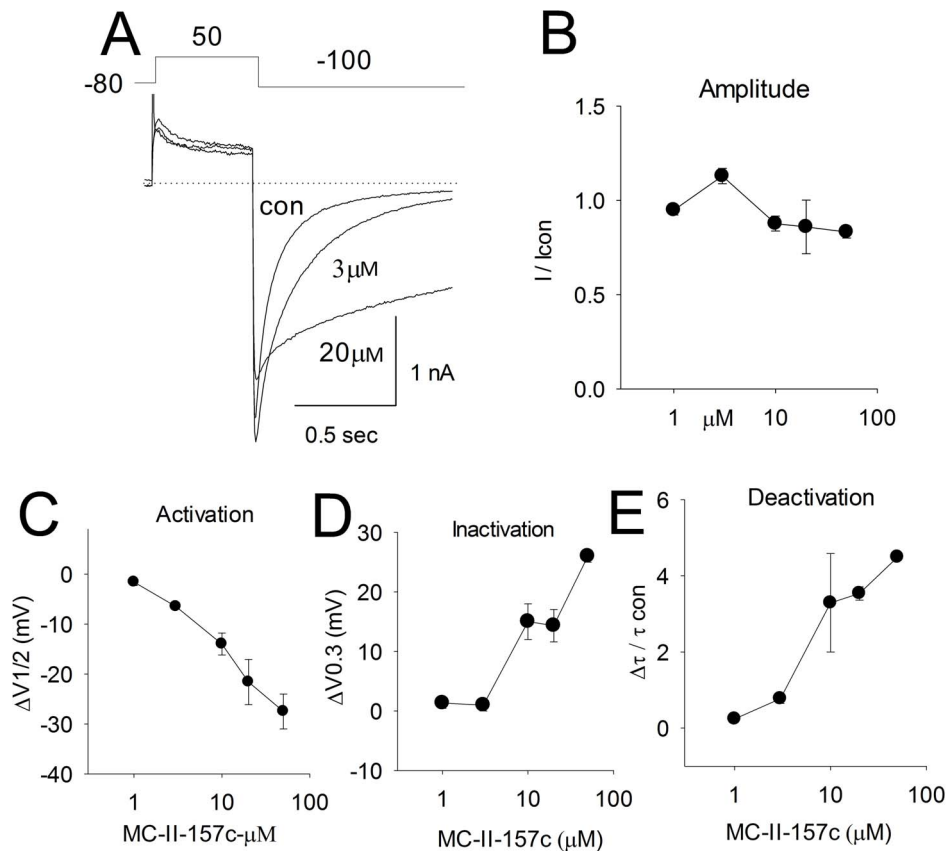 A
50
-80
-100
con
3µM
20µM
1 nA
0.5 sec
B
Amplitude
I / Icon
1.5
1.0
0.5
0.0
1
µM
10
100
C
Activation
ΔV1/2 (mV)
0
-10
-20
-30
-40
1
10
100
MC-II-157c-µM
D
Inactivation
ΔV0.3 (mV)
30
20
10
0
-10
1
10
100
MC-II-157c (µM)
E
Deactivation
Δτ / τ con
6
4
2
0
1
10
100
MC-II-157c (µM)